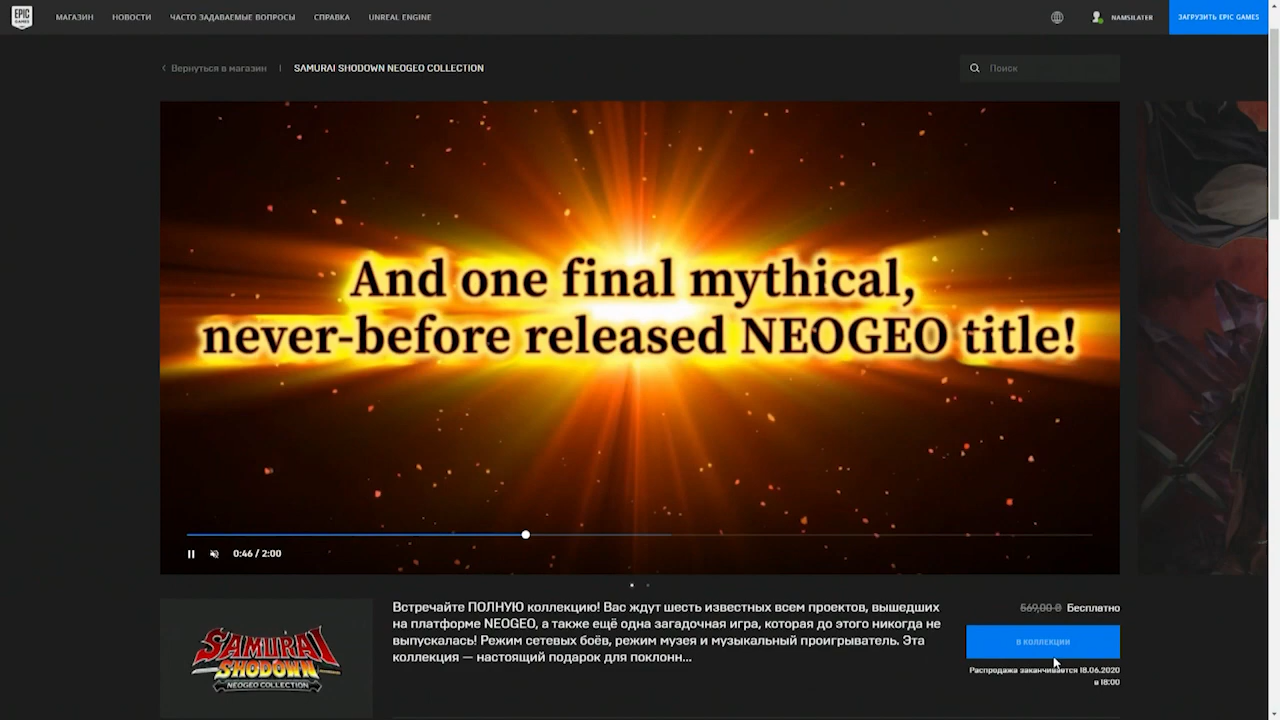 EPIC GAMES
МАГАЗИН НОВОСТИ ЧАСТО ЗАДАВАЕМЫЕ ВОПРОСЫ СПРАВКА UNREAL ENGINE NAMSILATER ЗАГРУЗИТЬ EPIC GAMES
Вернуться в магазин | SAMURAI SHODOWN NEOGEO COLLECTION Поиск
And one final mythical,
never-before released NEOGEO title!
0:46 / 2:00
SAMURAI
SHODOWN
NEOGEO COLLECTION
Встречайте ПОЛНУЮ коллекцию! Вас ждут шесть известных всем проектов, вышедших
на платформе NEOGEO, а также ещё одна загадочная игра, которая до этого никогда не
выпускалась! Режим сетевых боёв, режим музея и музыкальный проигрыватель. Эта
коллекция — настоящий подарок для поклонн...
569,00 ₴ Бесплатно
В КОЛЛЕКЦИИ
Распродажа заканчивается 18.06.2020
в 18:00